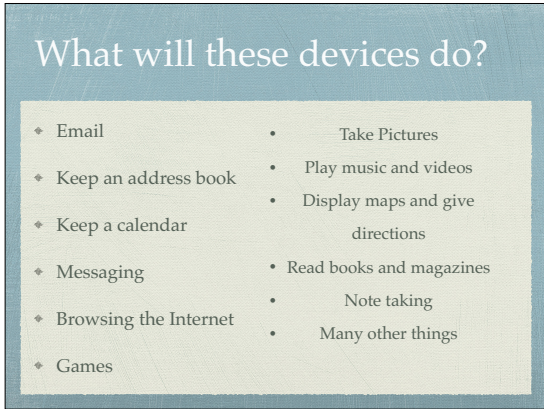 What will these devices do?
Email
Keep an address book
Keep a calendar
Messaging
Browsing the Internet
Games
• Take Pictures
• Play music and videos
• Display maps and give
directions
• Read books and magazines
• Note taking
• Many other things